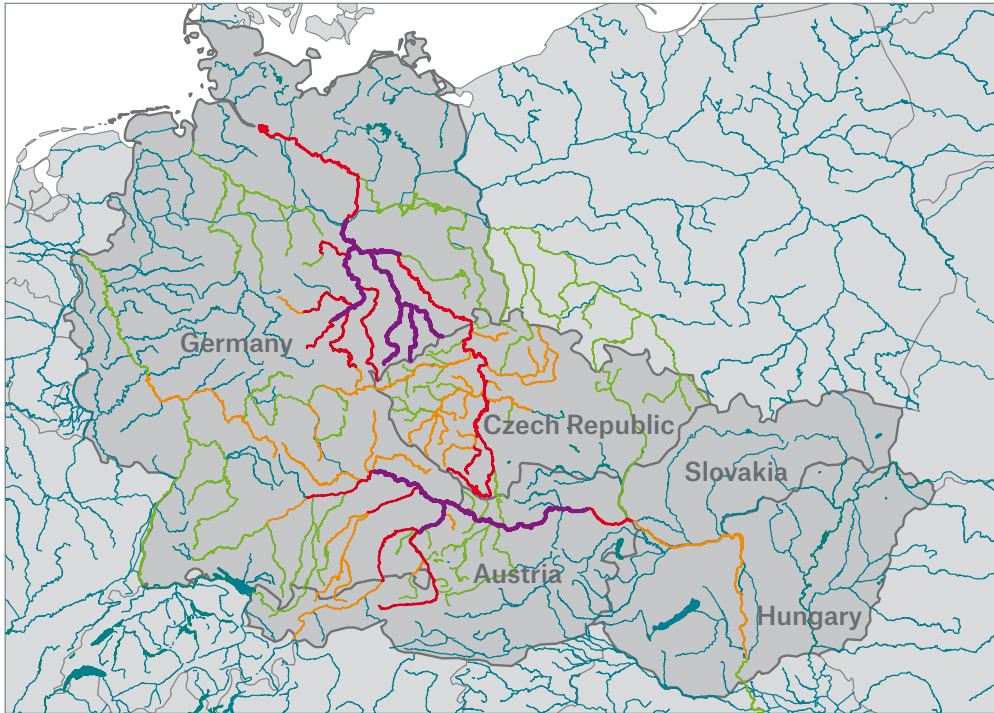 Germany
Czech Republic
Slovakia
Austria
Hungary